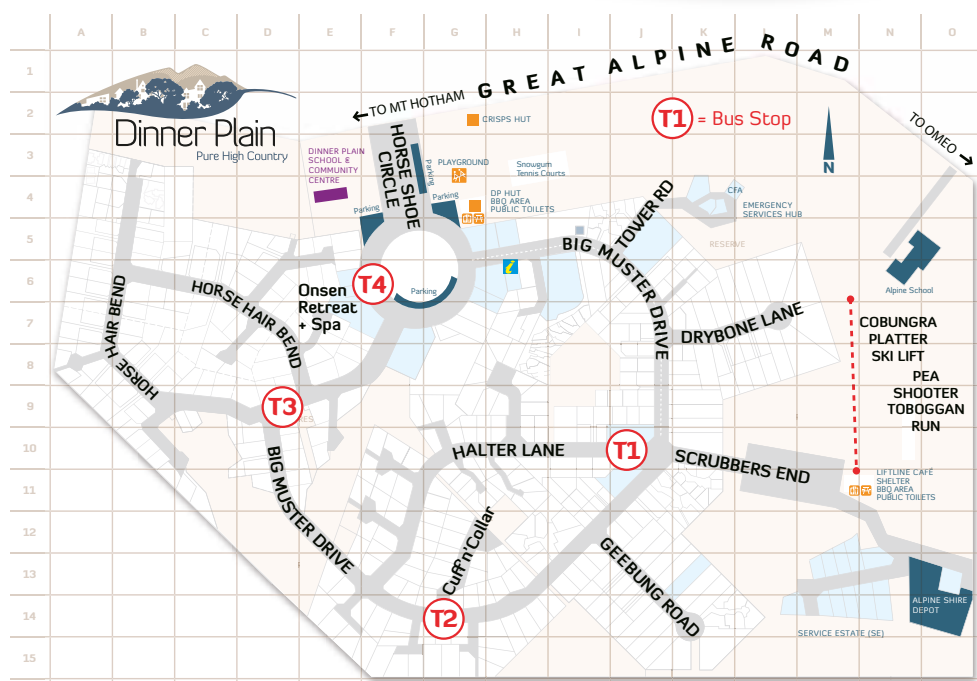 A B C D E F G H I J K L M N O
1
2
3
4
5
6
7
8
9
10
11
12
13
14
15
Dinner Plain
Pure High Country
GREAT ALPINE ROAD
TO MT HOTHAM
TO OMEO
T1 = Bus Stop
N
CRISPS HUT
DINNER PLAIN
SCHOOL &
COMMUNITY
CENTRE
HORSE SHOE
CIRCLE
Parking
PLAYGROUND
Snowgum
Tennis Courts
Parking
Parking
DP HUT
BBQ AREA
PUBLIC TOILETS
i
TOWER RD
CFA
EMERGENCY
SERVICES HUB
RESERVE
Alpine School
BIG MUSTER DRIVE
T4
Parking
Onsen
Retreat
+ Spa
HORSE HAIR BEND
HORSE HAIR BEND
DRYBONE LANE
COBUNGRA
PLATTER
SKI LIFT
PEA
SHOOTER
TOBOGGAN
RUN
T3
ES
HALTER LANE
T1
SCRUBBERS END
LIFTLINE CAFÉ
SHELTER
BBQ AREA
PUBLIC TOILETS
BIG MUSTER DRIVE
Cuff'n'Collar
GEEBUNG ROAD
T2
ALPINE SHIRE
DEPOT
SERVICE ESTATE (SE)